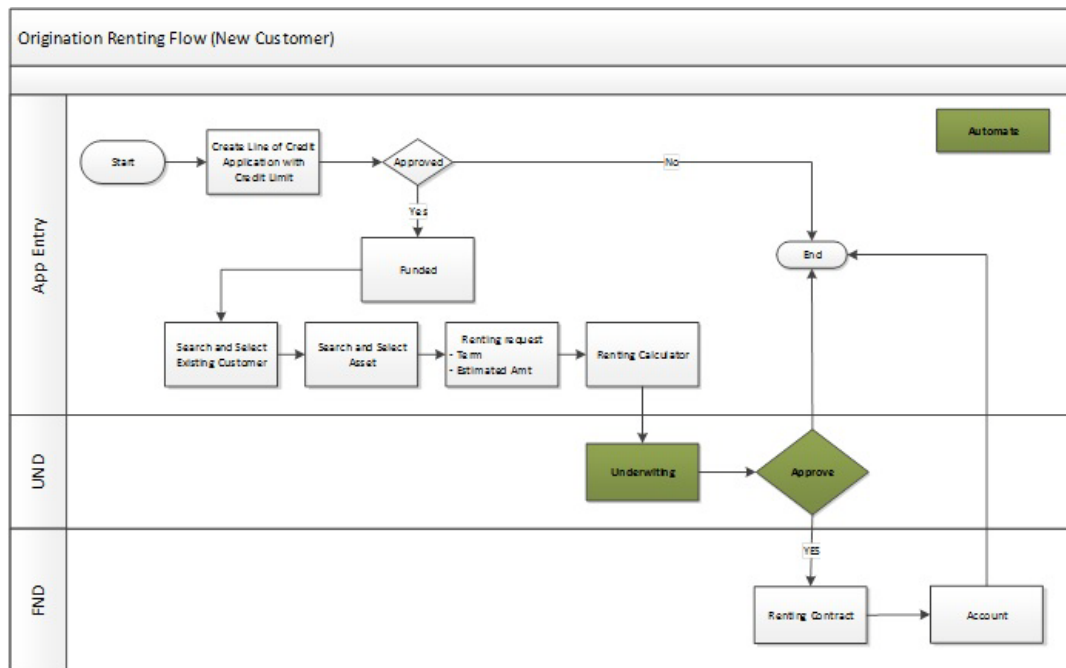 Origination Renting Flow (New Customer)
App Entry
Automate
Start
Create Line of Credit
Application with
Credit Limit
Approved
No
Yes
Funded
End
Search and Select
Existing Customer
Search and Select
Asset
Renting request
- Term
- Estimated Amt
Renting Calculator
UND
Underwiting
Approve
YES
FND
Renting Contract
Account